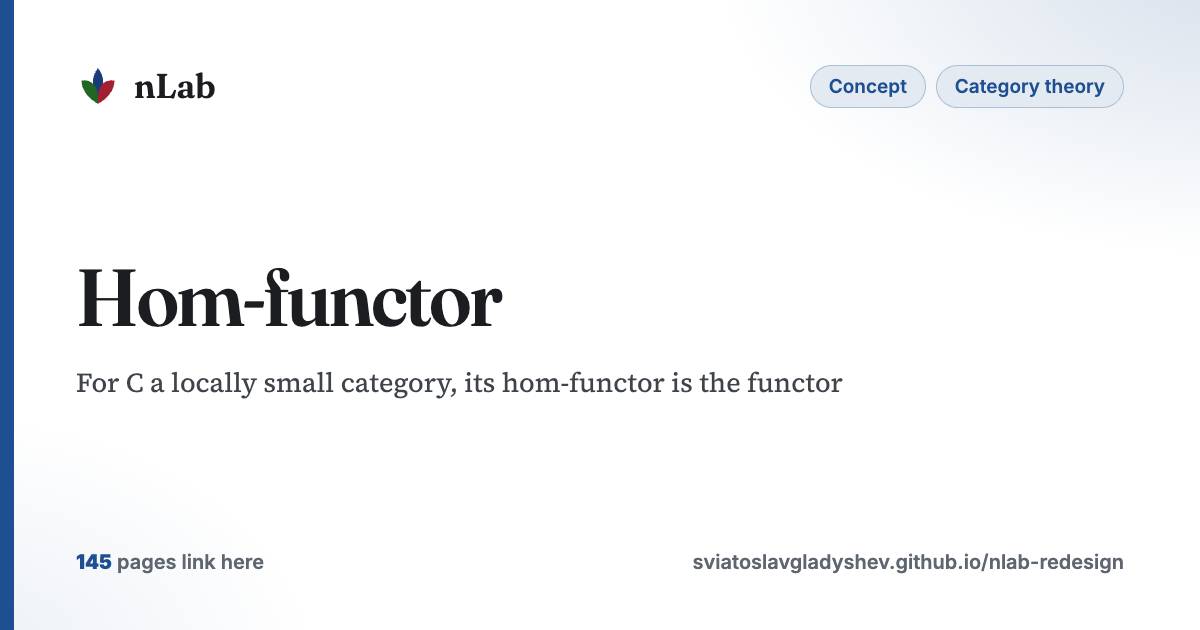 nLab
Concept
Category theory
Hom-functor
For C a locally small category, its hom-functor is the functor
145 pages link here
sviatoslavgladyshev.github.io/nlab-redesign